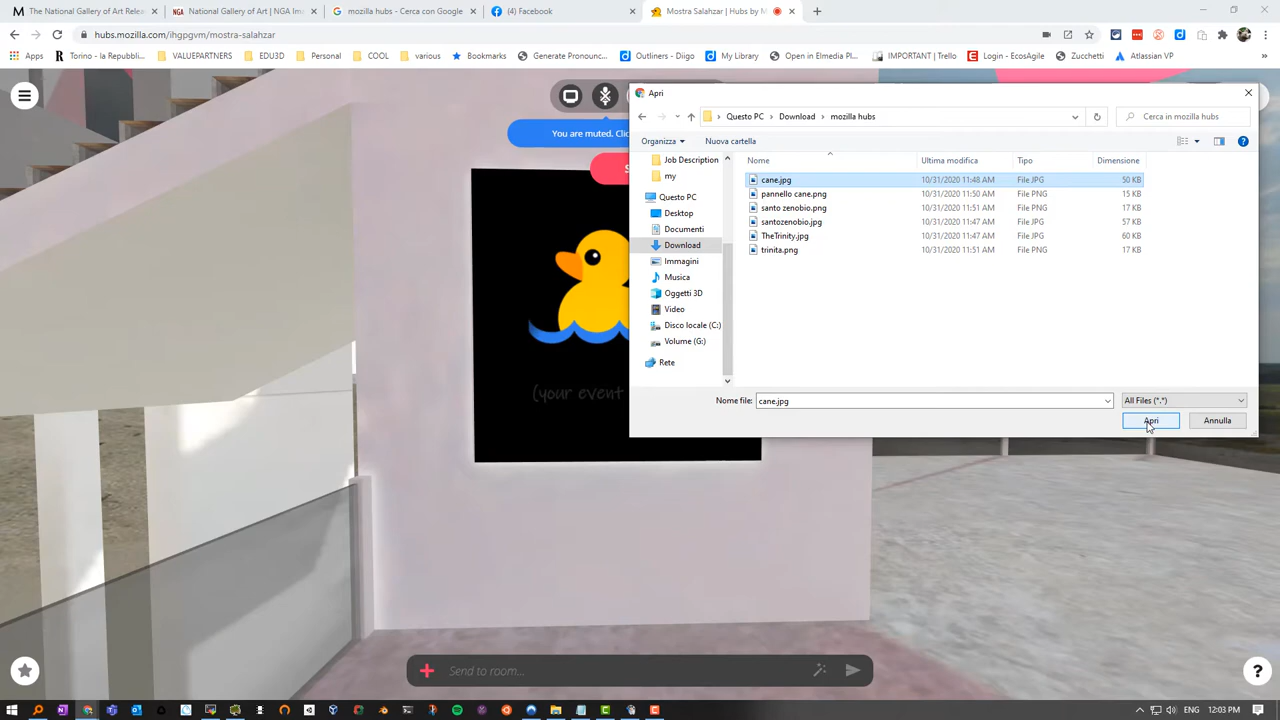 The National Gallery of Art Relea
National Gallery of Art | NGA Im
mozilla hubs - Cerca con Google
(4) Facebook
Mostra Salahzar | Hubs by M
hubs.mozilla.com/ihgpgvm/mostra-salahzar
Apps
Torino - la Repubbl...
VALUEPARTNERS
EDU3D
Personal
COOL
various
Bookmarks
Generate Pronounc...
Outliners - Diigo
My Library
Open in Elmedia Pl...
IMPORTANT | Trello
Login - EcosAgile
Zucchetti
Atlassian VP
Apri
Questo PC
Download
mozilla hubs
Cerca in mozilla hubs
Organizza
Nuova cartella
You are muted. Clic
Job Description
my
Questo PC
Desktop
Documenti
Download
Immagini
Musica
Oggetti 3D
Video
Disco locale (C:)
Volume (G:)
Rete
Nome Ultima modifica Tipo Dimensione
cane.jpg 10/31/2020 11:48 AM File JPG 50 KB
pannello cane.png 10/31/2020 11:50 AM File PNG 15 KB
santo zenobio.png 10/31/2020 11:51 AM File PNG 17 KB
santozenobio.jpg 10/31/2020 11:47 AM File JPG 57 KB
TheTrinity.jpg 10/31/2020 11:47 AM File JPG 60 KB
trinita.png 10/31/2020 11:51 AM File PNG 17 KB
(your event
Nome file: cane.jpg
All Files (*.*)
Apri
Annulla
Send to room...
?
ENG 12:03 PM